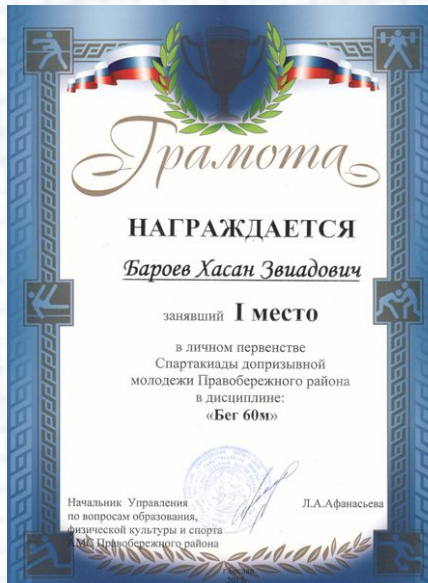 Грамота
НАГРАЖДАЕТСЯ
Бароев Хасан Звиадович
занявший I место
в личном первенстве
Спартакиады допризывной
молодежи Правобережного района
в дисциплине:
«Бег 60м»
Начальник Управления Л.А.Афанасьева
по вопросам образования,
физической культуры и спорта
АМС Правобережного района